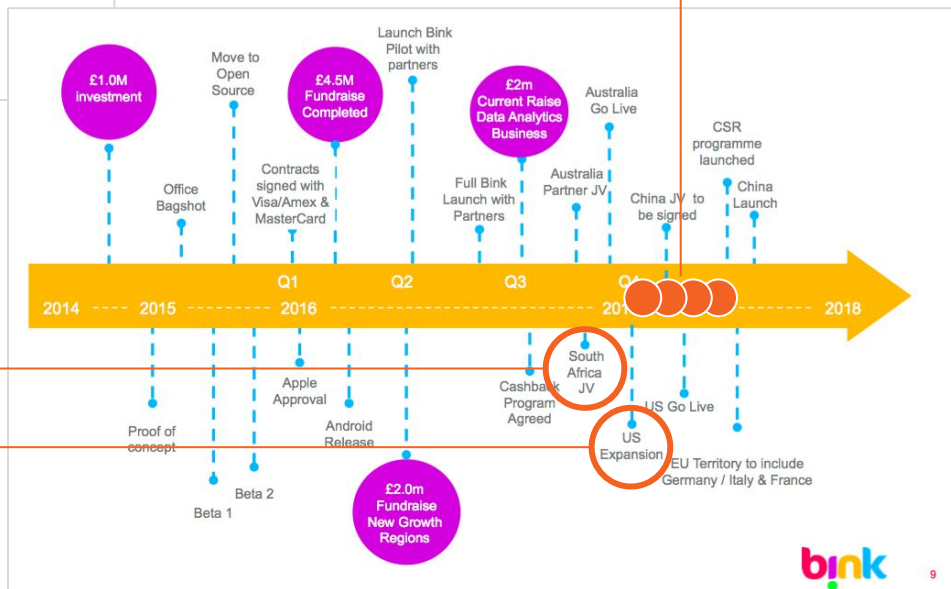 £1.0M
investment
Move to
Open
Source
£4.5M
Fundraise
Completed
Launch Bink
Pilot with
partners
£2m
Current Raise
Data Analytics
Business
Australia
Go Live
CSR
programme
launched
Office
Bagshot
Contracts
signed with
Visa/Amex &
MasterCard
Full Bink
Launch with
Partners
Australia
Partner JV
China JV to
be signed
China
Launch
Q1
Q2
Q3
2014
2015
2016
2018
Proof of
concept
Beta 1
Beta 2
Apple
Approval
Android
Release
£2.0m
Fundraise
New Growth
Regions
Cashback
Program
Agreed
South
Africa
JV
US
Expansion
US Go Live
EU Territory to include
Germany / Italy & France
bink
9